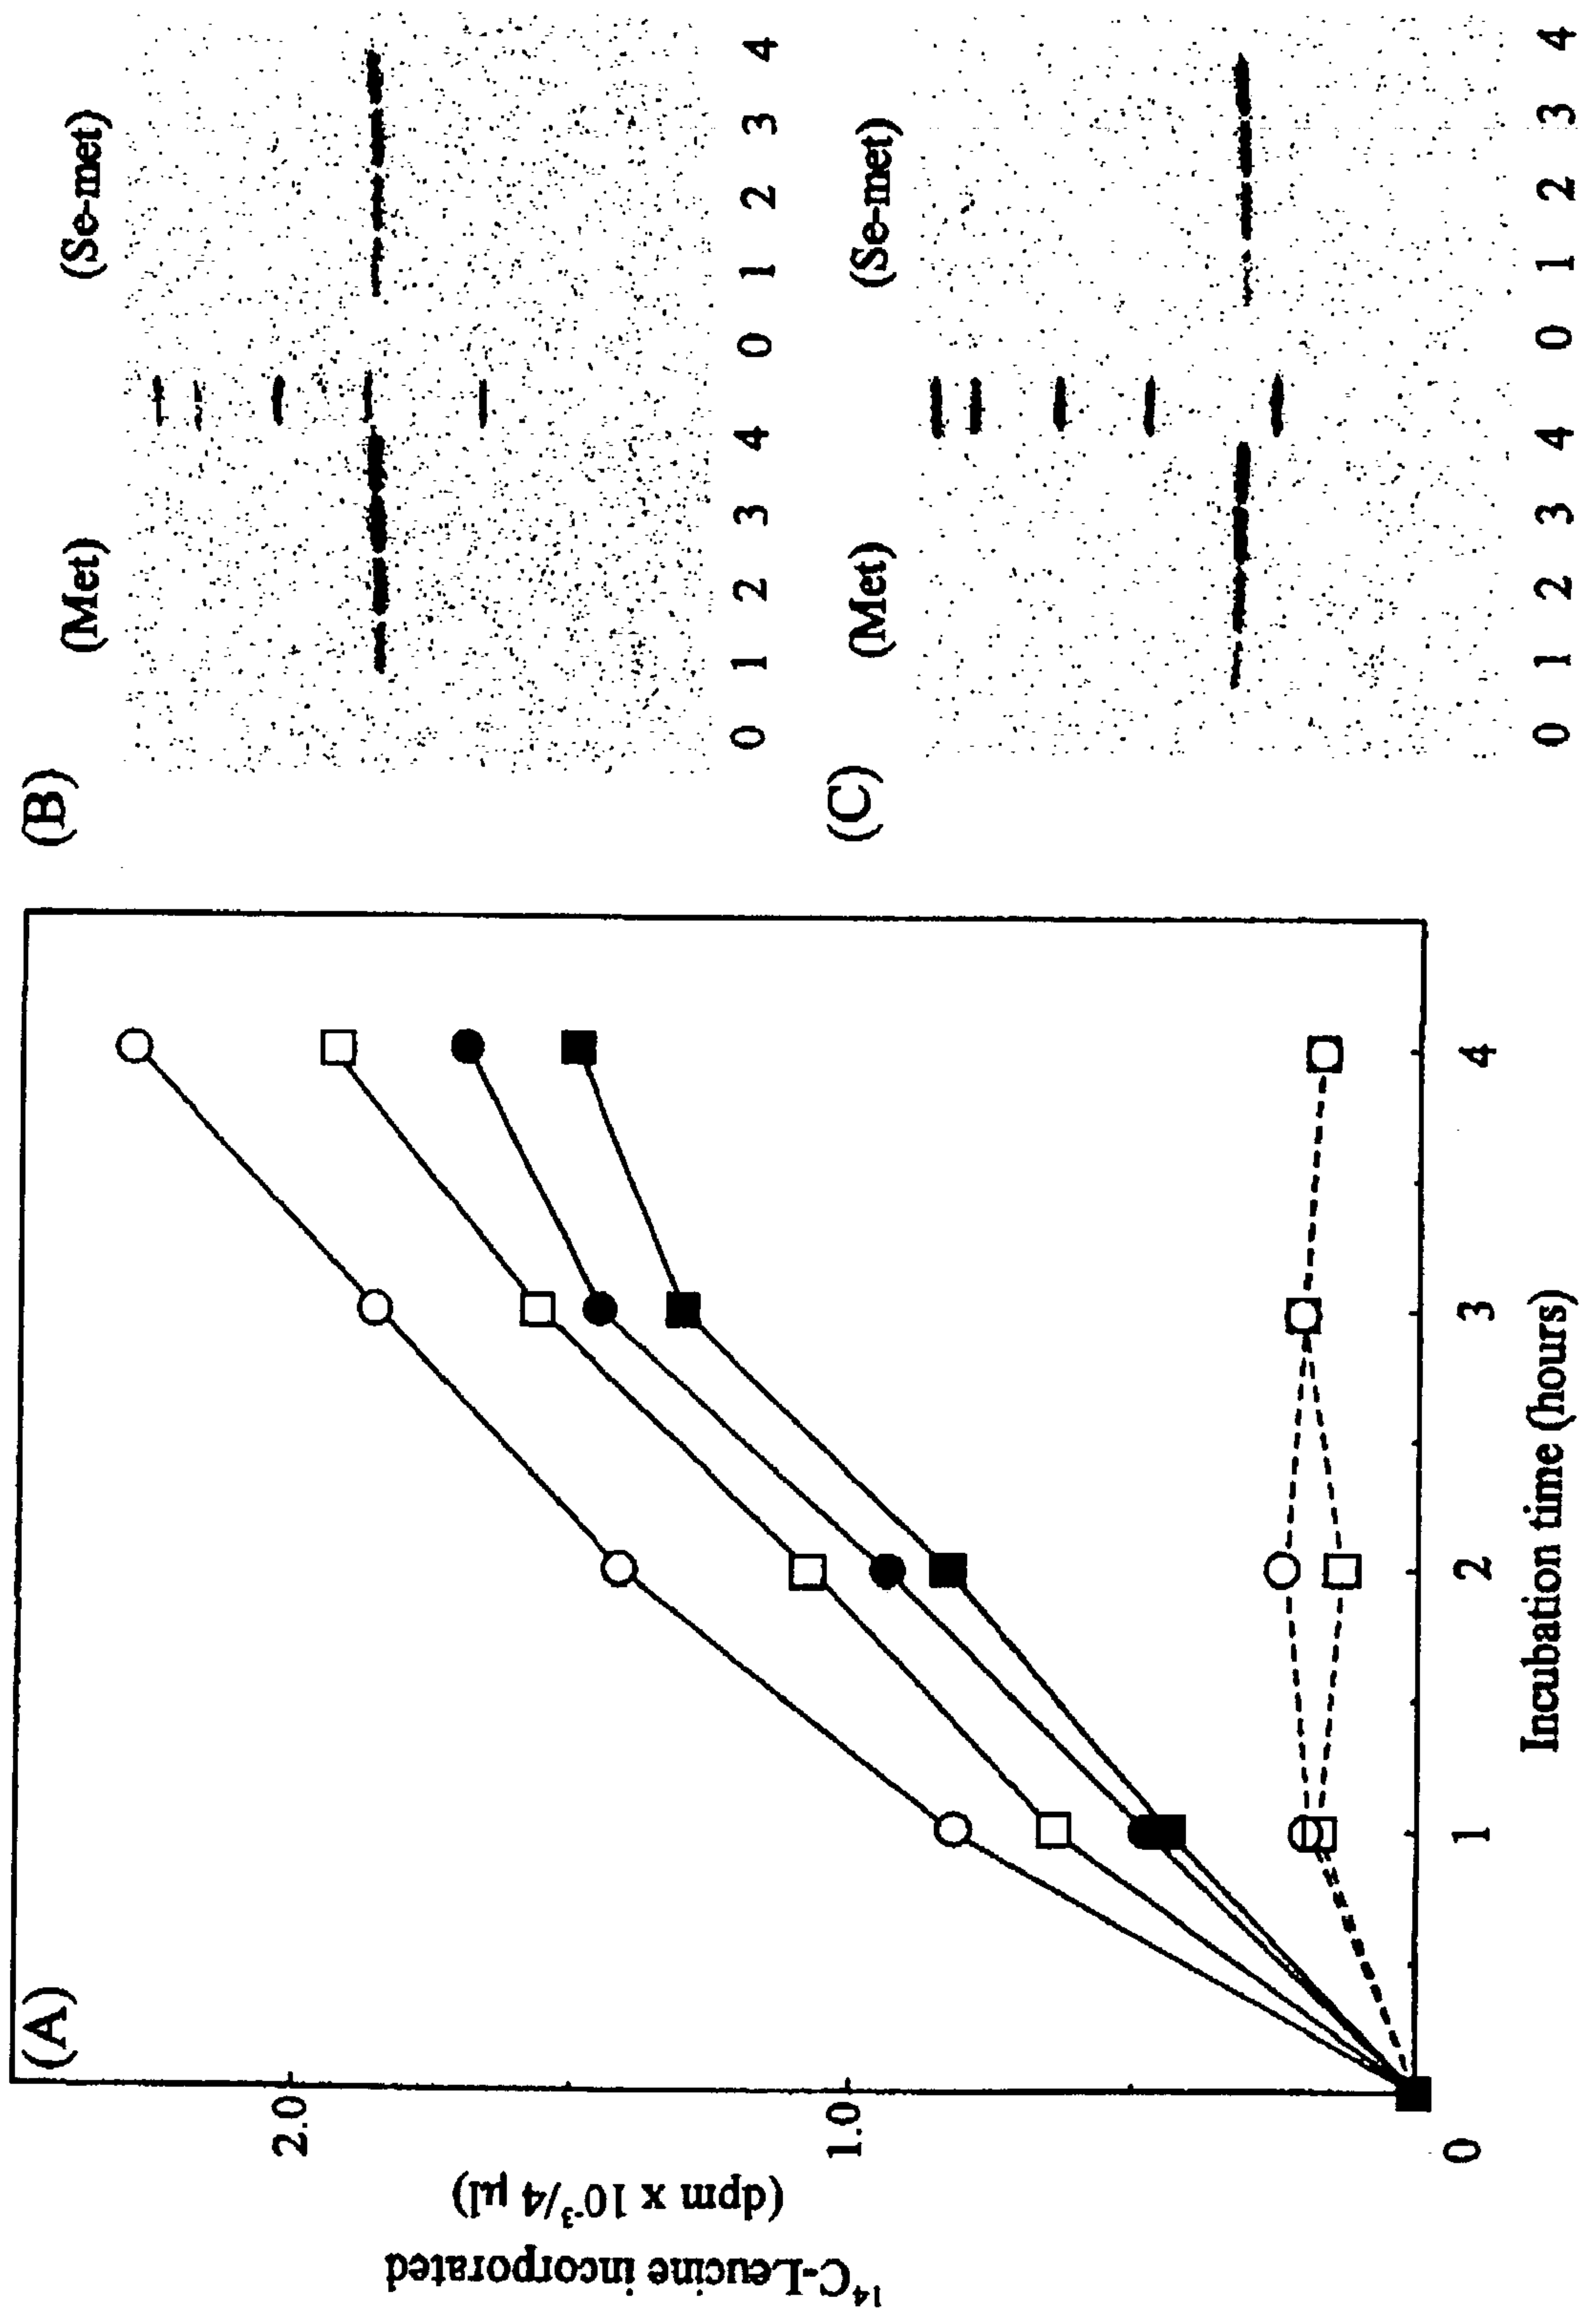 (A)
¹⁴C-Leucine incorporated
(dpm x 10⁻³/4 µl)
2.0
1.0
0
1 2 3 4
Incubation time (hours)
(B)
(Met) (Se-met)
0 1 2 3 4 0 1 2 3 4
(C)
(Met) (Se-met)
0 1 2 3 4 0 1 2 3 4